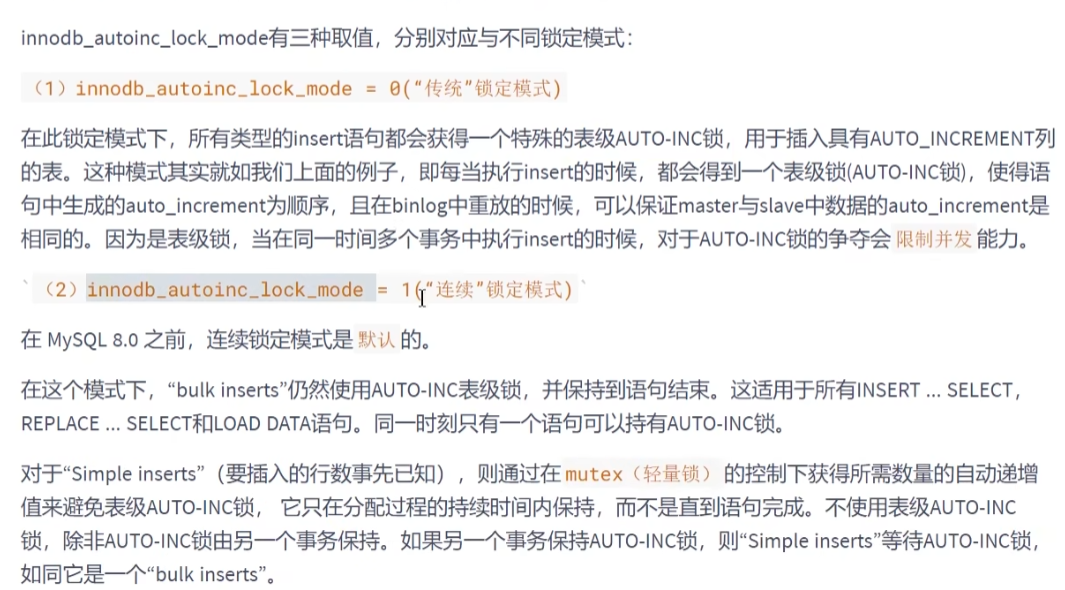 innodb_autoinc_lock_mode有三种取值，分别对应与不同锁定模式：
（1）innodb_autoinc_lock_mode = 0(“传统”锁定模式)
在此锁定模式下，所有类型的insert语句都会获得一个特殊的表级AUTO-INC锁，用于插入具有AUTO_INCREMENT列
的表。这种模式其实就如我们上面的例子，即每当执行insert的时候，都会得到一个表级锁(AUTO-INC锁)，使得语
句中生成的auto_increment为顺序，且在binlog中重放的时候，可以保证master与slave中数据的auto_increment是
相同的。因为是表级锁，当在同一时间多个事务中执行insert的时候，对于AUTO-INC锁的争夺会 限制并发 能力。
`（2）innodb_autoinc_lock_mode = 1(“连续”锁定模式)`
在 MySQL 8.0 之前，连续锁定模式是 默认 的。
在这个模式下，“bulk inserts”仍然使用AUTO-INC表级锁，并保持到语句结束。这适用于所有INSERT ... SELECT，
REPLACE ... SELECT和LOAD DATA语句。同一时刻只有一个语句可以持有AUTO-INC锁。
对于“Simple inserts”（要插入的行数事先已知），则通过在 mutex（轻量锁） 的控制下获得所需数量的自动递增
值来避免表级AUTO-INC锁， 它只在分配过程的持续时间内保持，而不是直到语句完成。不使用表级AUTO-INC
锁，除非AUTO-INC锁由另一个事务保持。如果另一个事务保持AUTO-INC锁，则“Simple inserts”等待AUTO-INC锁，
如同它是一个“bulk inserts”。